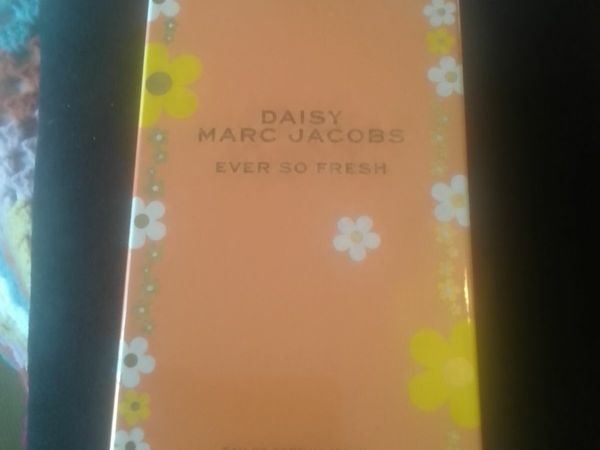 DAISY
MARC JACOBS
EVER SO FRESH